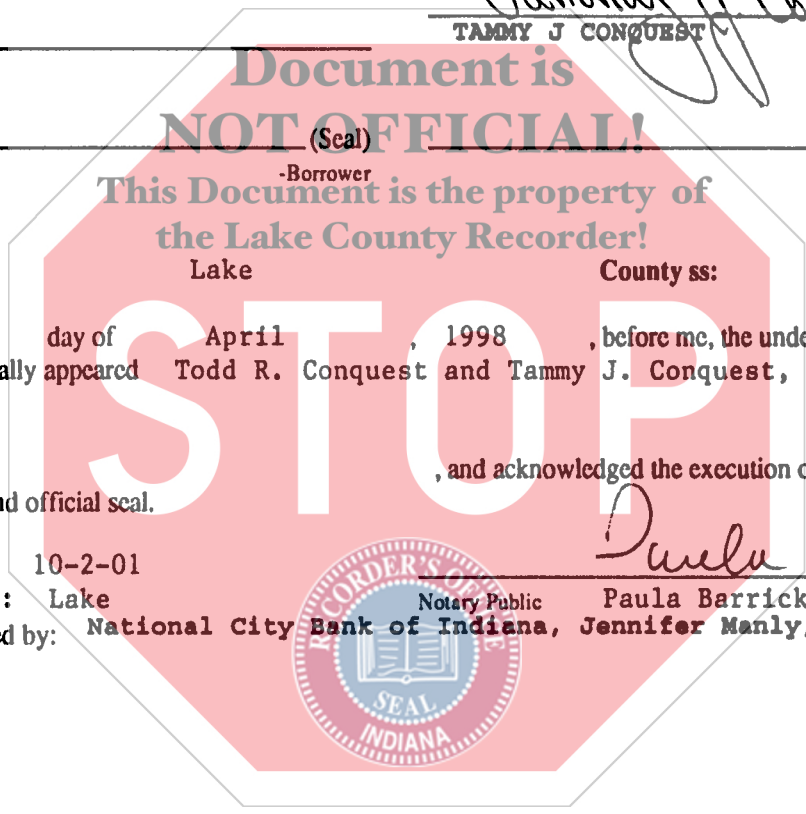 TAMMY J CONQUEST
Document is
NOT OFFICIAL!
(Seal)
-Borrower
This Document is the property of
the Lake County Recorder!
Lake County ss:
day of April , 1998 , before me, the unde
ally appeared Todd R. Conquest and Tammy J. Conquest,
STOP
, and acknowledged the execution o
nd official seal.
10-2-01
: Lake Notary Public Paula Barrick
ed by: National City Bank of Indiana, Jennifer Manly,
RECORDER'S OFFICE
SEAL
INDIANA